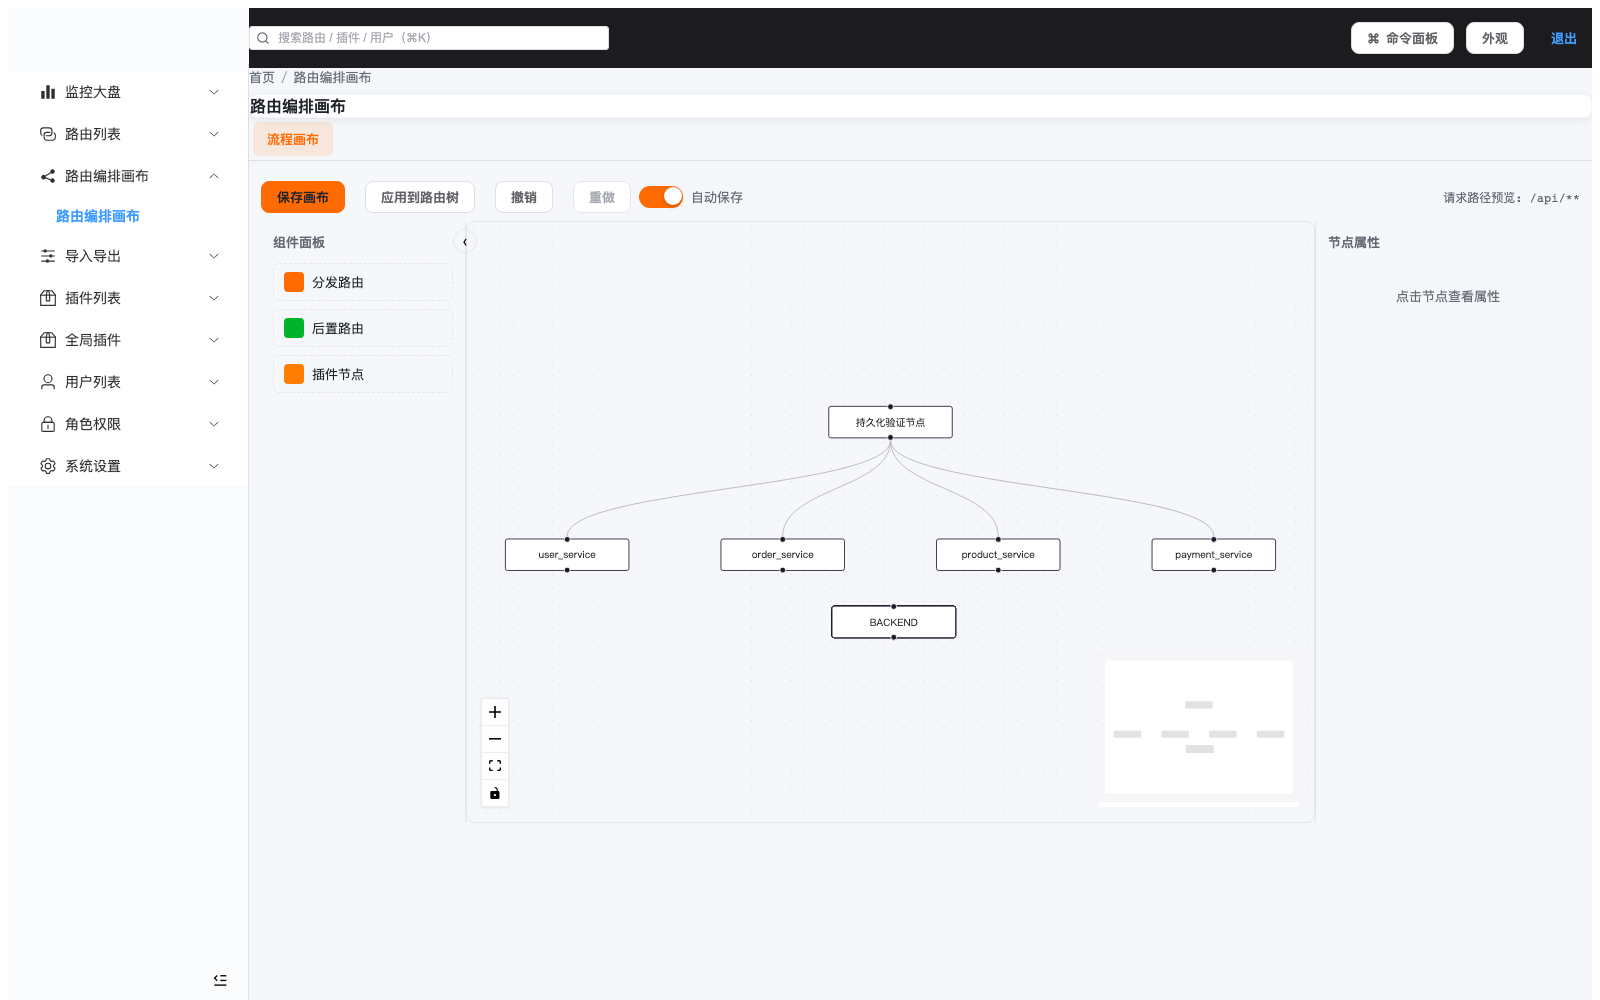 搜索路由 / 插件 / 用户（⌘K）
⌘ 命令面板
外观
退出
监控大盘
路由列表
路由编排画布
路由编排画布
导入导出
插件列表
全局插件
用户列表
角色权限
系统设置
首页 / 路由编排画布
路由编排画布
流程画布
保存画布
应用到路由树
撤销
重做
自动保存
请求路径预览: /api/**
组件面板
分发路由
后置路由
插件节点
持久化验证节点
user_service
order_service
product_service
payment_service
BACKEND
节点属性
点击节点查看属性